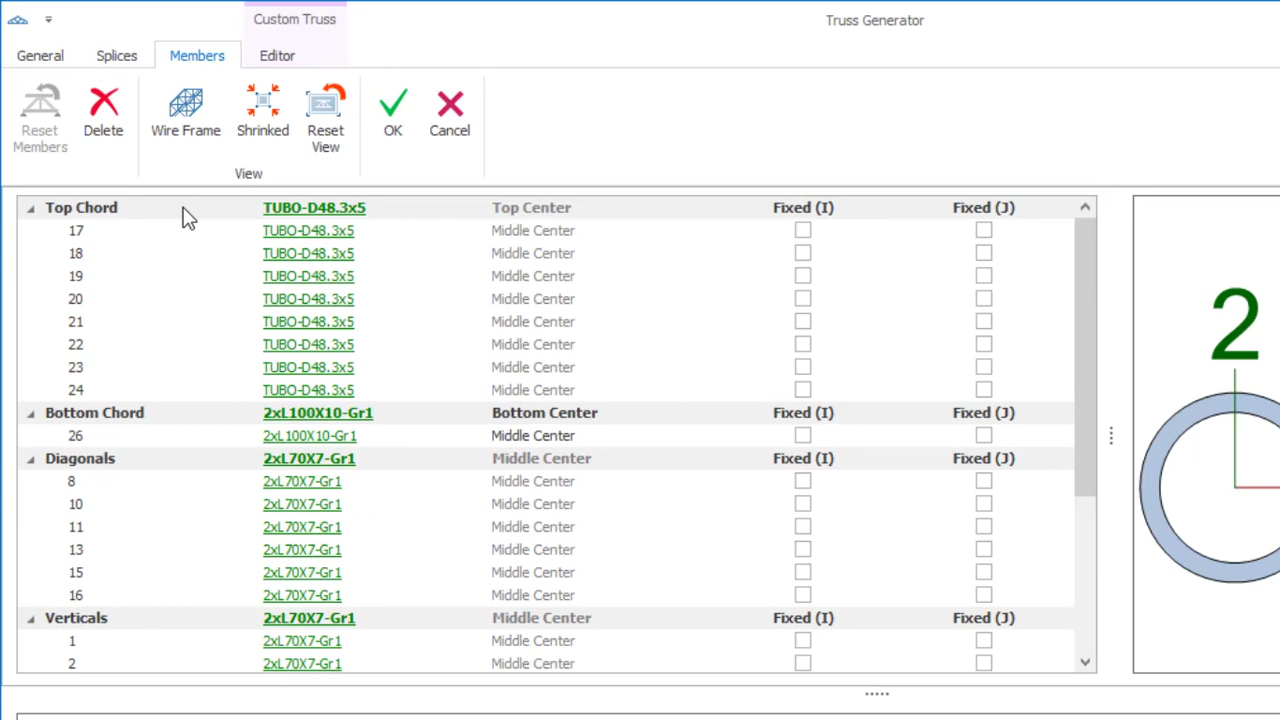 Custom Truss
Truss Generator
General Splices Members Editor
Reset Members Delete Wire Frame Shrinked Reset View OK Cancel
View
Top Chord TUBO-D48.3x5 Top Center Fixed (I) Fixed (J)
17 TUBO-D48.3x5 Middle Center
18 TUBO-D48.3x5 Middle Center
19 TUBO-D48.3x5 Middle Center
20 TUBO-D48.3x5 Middle Center
21 TUBO-D48.3x5 Middle Center
22 TUBO-D48.3x5 Middle Center
23 TUBO-D48.3x5 Middle Center
24 TUBO-D48.3x5 Middle Center
Bottom Chord 2xL100X10-Gr1 Bottom Center Fixed (I) Fixed (J)
26 2xL100X10-Gr1 Middle Center
Diagonals 2xL70X7-Gr1 Middle Center Fixed (I) Fixed (J)
8 2xL70X7-Gr1 Middle Center
10 2xL70X7-Gr1 Middle Center
11 2xL70X7-Gr1 Middle Center
13 2xL70X7-Gr1 Middle Center
15 2xL70X7-Gr1 Middle Center
16 2xL70X7-Gr1 Middle Center
Verticals 2xL70X7-Gr1 Middle Center Fixed (I) Fixed (J)
1 2xL70X7-Gr1 Middle Center
2 2xL70X7-Gr1 Middle Center
2